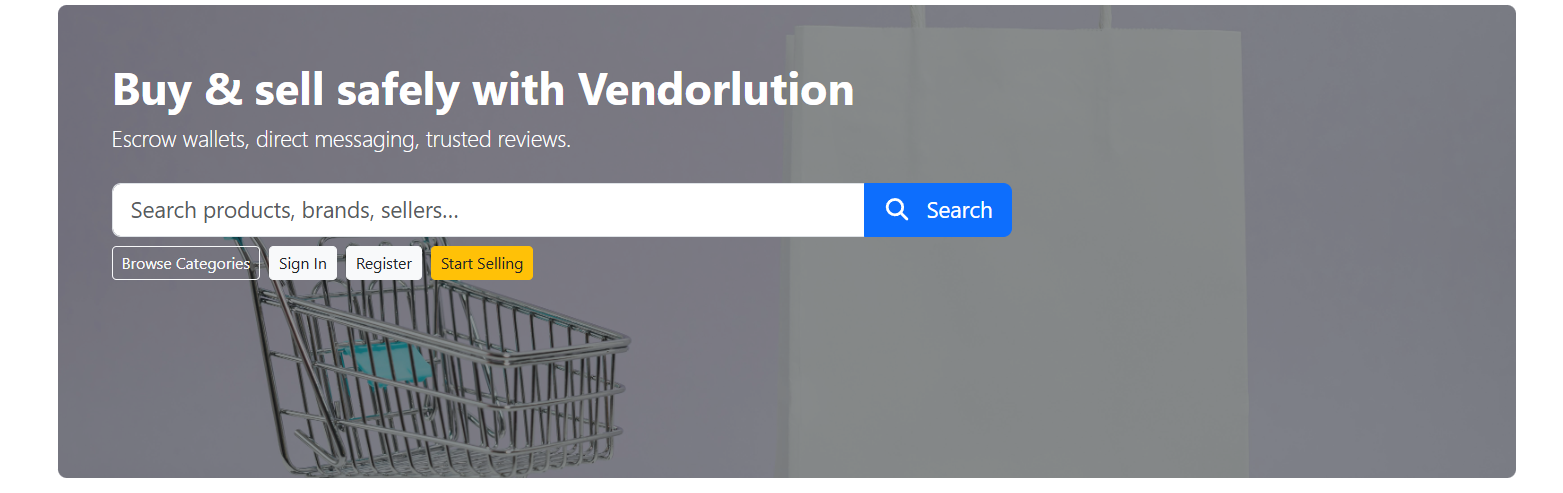 Buy & sell safely with Vendorlution
Escrow wallets, direct messaging, trusted reviews.
Search products, brands, sellers...
Search
Browse Categories
Sign In
Register
Start Selling